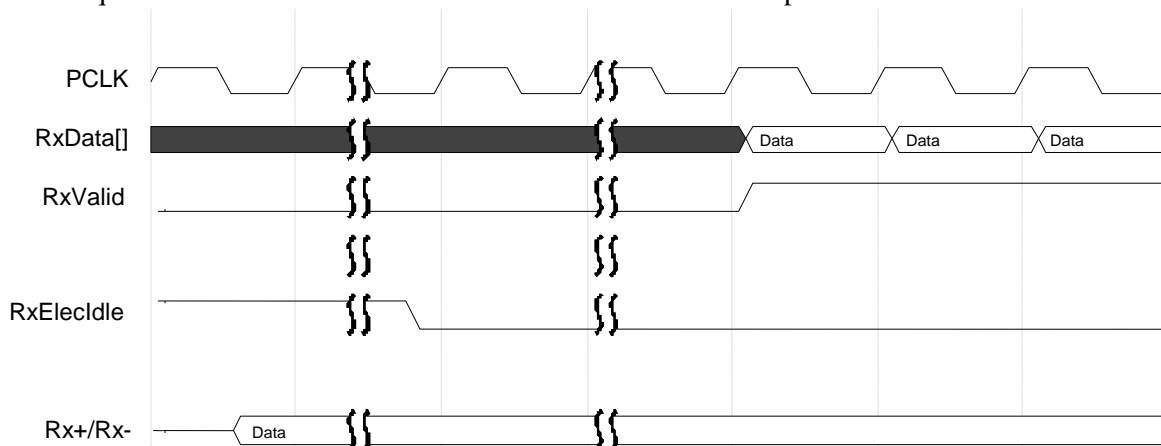 PCLK
RxData[]
Data
Data
Data
RxValid
RxElecIdle
Rx+/Rx-
Data